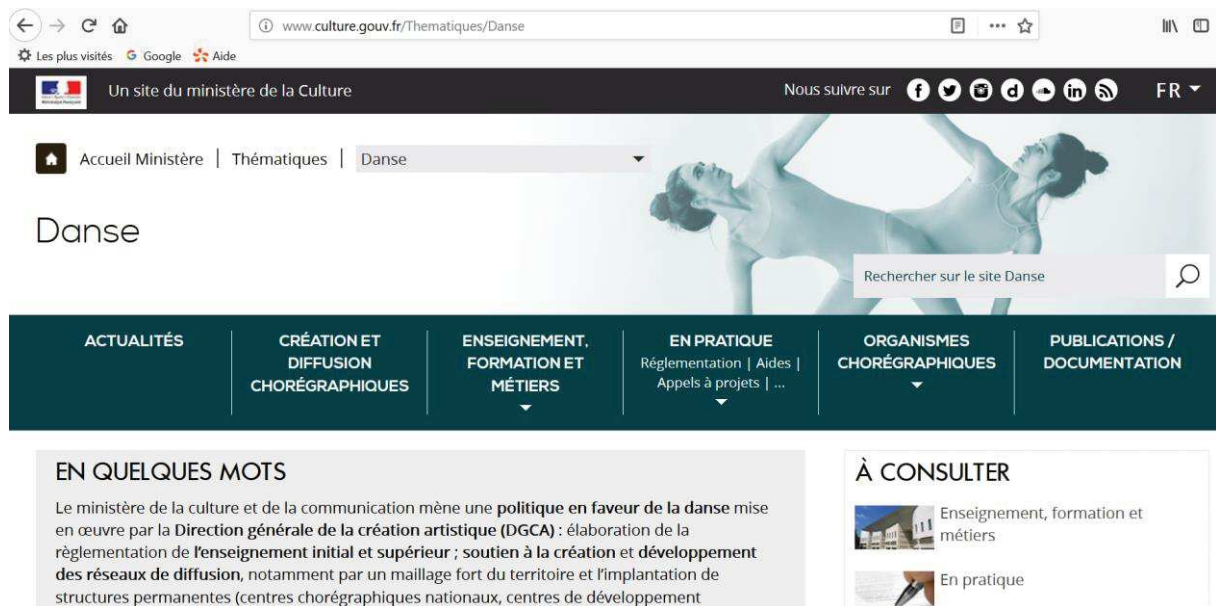 www.culture.gouv.fr/Thematiques/Danse
Les plus visités Google Aide
Un site du ministère de la Culture Nous suivre sur FR
Accueil Ministère | Thématiques | Danse
Danse
Rechercher sur le site Danse
ACTUALITÉS
CRÉATION ET
DIFFUSION
CHORÉGRAPHIQUES
ENSEIGNEMENT,
FORMATION ET
MÉTIERS
EN PRATIQUE
Réglementation | Aides |
Appels à projets | ...
ORGANISMES
CHORÉGRAPHIQUES
PUBLICATIONS /
DOCUMENTATION
EN QUELQUES MOTS
Le ministère de la culture et de la communication mène une politique en faveur de la danse mise
en œuvre par la Direction générale de la création artistique (DGCA) : élaboration de la
règlementation de l'enseignement initial et supérieur ; soutien à la création et développement
des réseaux de diffusion, notamment par un maillage fort du territoire et l'implantation de
structures permanentes (centres chorégraphiques nationaux, centres de développement
À CONSULTER
Enseignement, formation et
métiers
En pratique